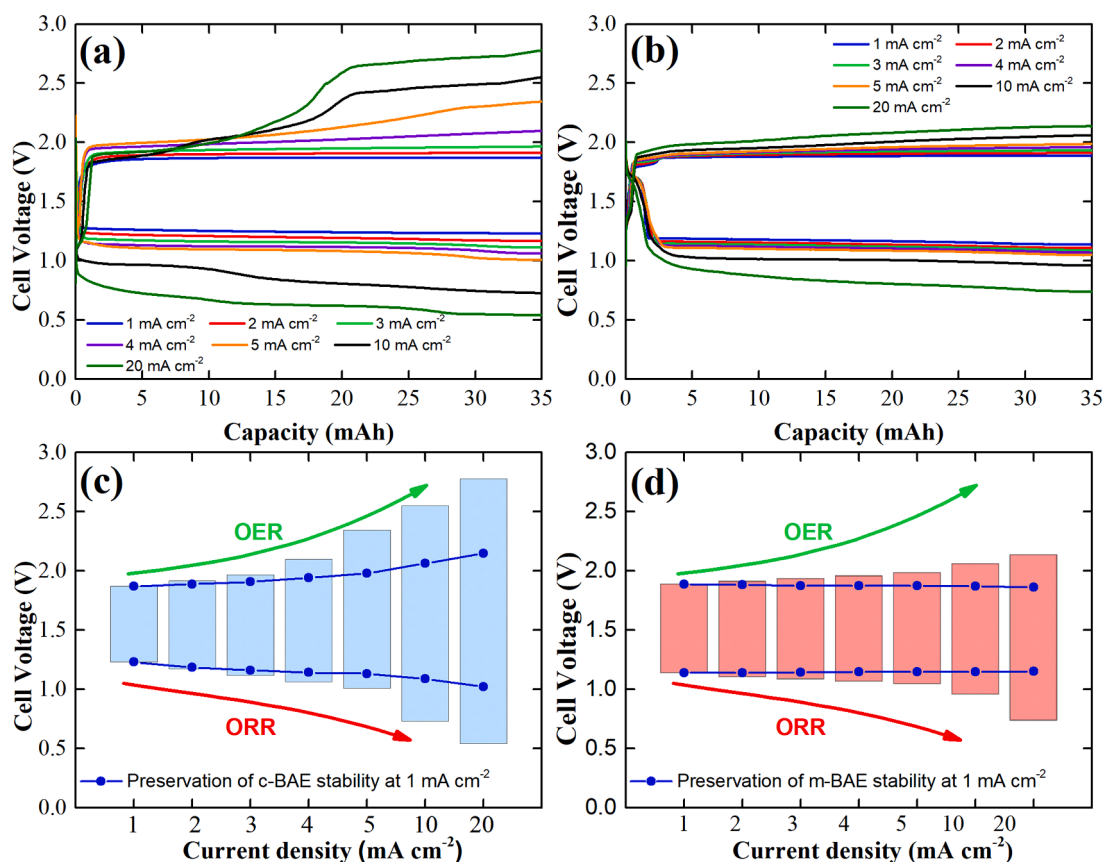 (a)
3.0
2.5
2.0
1.5
1.0
0.5
0.0
Cell Voltage (V)
1 mA cm⁻² 2 mA cm⁻² 3 mA cm⁻²
4 mA cm⁻² 5 mA cm⁻² 10 mA cm⁻²
20 mA cm⁻²
0 5 10 15 20 25 30 35
Capacity (mAh)
(b)
3.0
2.5
2.0
1.5
1.0
0.5
0.0
Cell Voltage (V)
1 mA cm⁻² 2 mA cm⁻²
3 mA cm⁻² 4 mA cm⁻²
5 mA cm⁻² 10 mA cm⁻²
20 mA cm⁻²
0 5 10 15 20 25 30 35
Capacity (mAh)
(c)
3.0
2.5
2.0
1.5
1.0
0.5
0.0
Cell Voltage (V)
OER
ORR
Preservation of c-BAE stability at 1 mA cm⁻²
1 2 3 4 5 10 20
Current density (mA cm⁻²)
(d)
3.0
2.5
2.0
1.5
1.0
0.5
0.0
Cell Voltage (V)
OER
ORR
Preservation of m-BAE stability at 1 mA cm⁻²
1 2 3 4 5 10 20
Current density (mA cm⁻²)